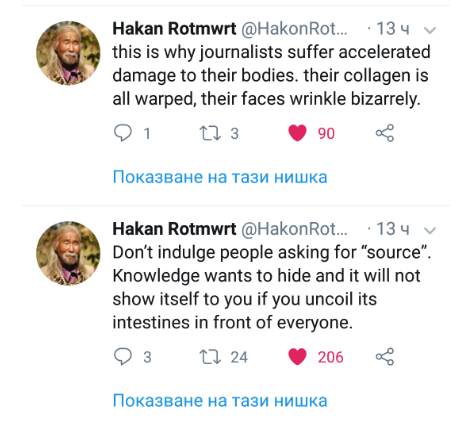 Hakan Rotmwrt @HakonRot... · 13 ч
this is why journalists suffer accelerated
damage to their bodies. their collagen is
all warped, their faces wrinkle bizarrely.
1 3 90
Показване на тази нишка
Hakan Rotmwrt @HakonRot... · 13 ч
Don’t indulge people asking for “source”.
Knowledge wants to hide and it will not
show itself to you if you uncoil its
intestines in front of everyone.
3 24 206
Показване на тази нишка